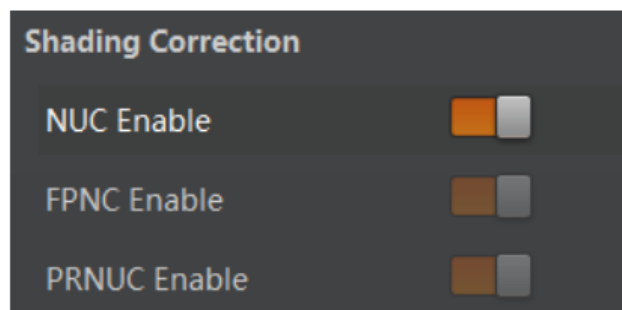 Shading Correction
NUC Enable
FPNC Enable
PRNUC Enable